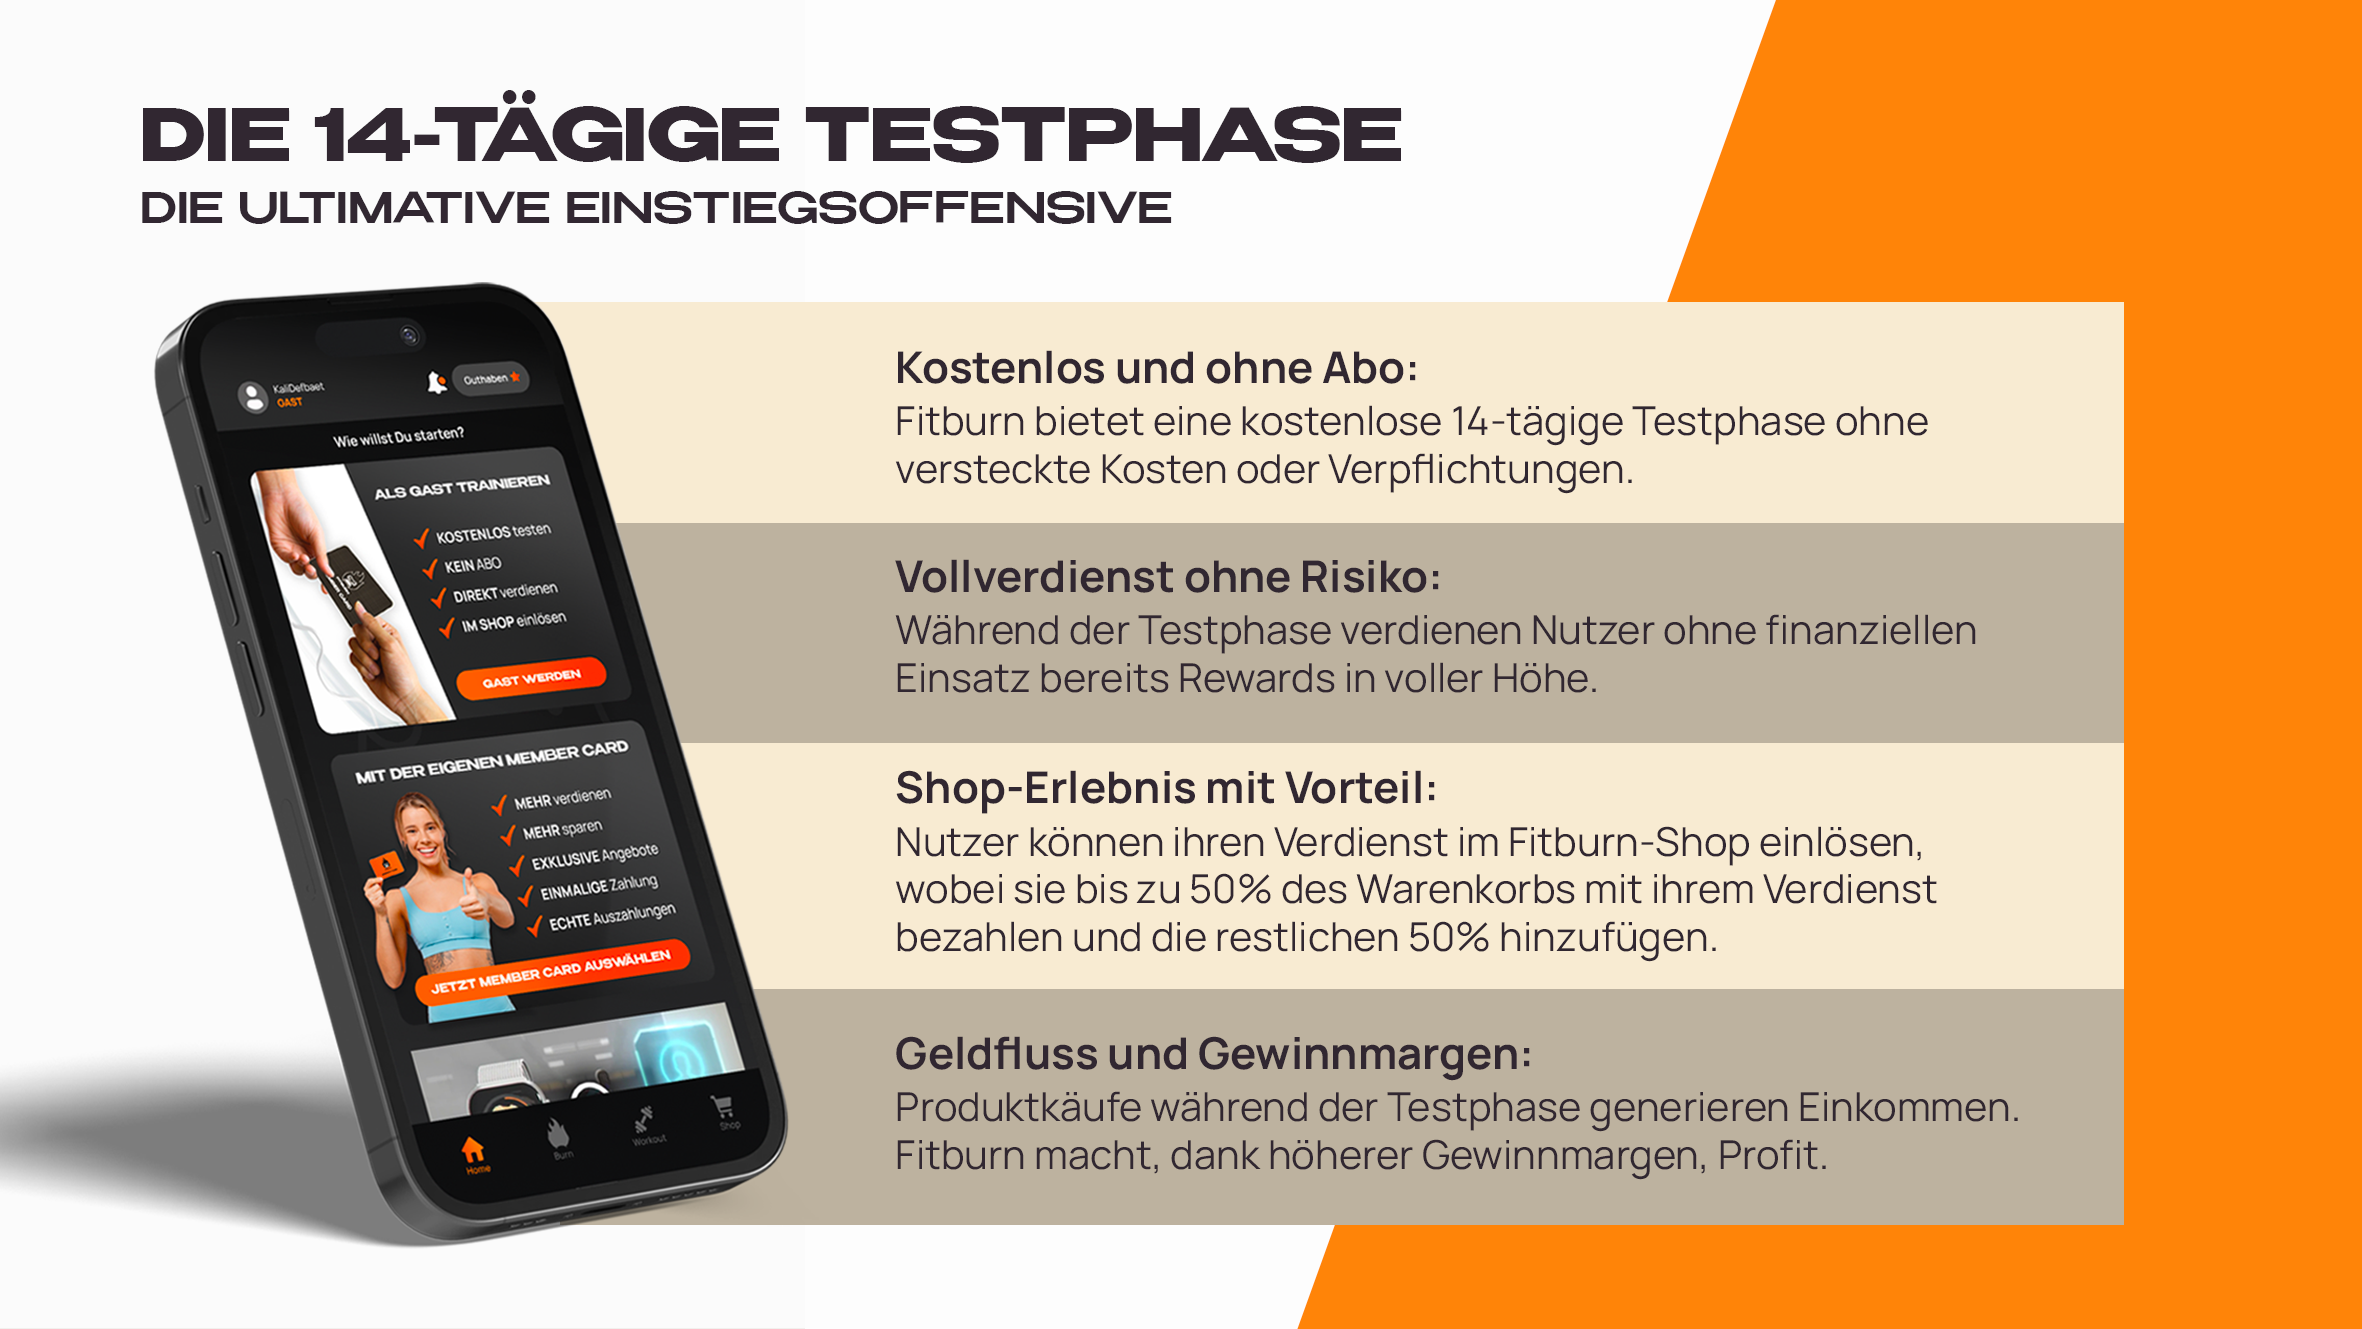 DIE 14-TÄGIGE TESTPHASE
DIE ULTIMATIVE EINSTIEGSOFFENSIVE
KaliDefbaet
GAST
Guthaben
Wie willst Du starten?
ALS GAST TRAINIEREN
KOSTENLOS testen
KEIN ABO
DIREKT verdienen
IM SHOP einlösen
GAST WERDEN
MIT DER EIGENEN MEMBER CARD
MEHR verdienen
MEHR sparen
EXKLUSIVE Angebote
EINMALIGE Zahlung
ECHTE Auszahlungen
JETZT MEMBER CARD AUSWÄHLEN
Home
Burn
Workout
Shop
Kostenlos und ohne Abo:
Fitburn bietet eine kostenlose 14-tägige Testphase ohne
versteckte Kosten oder Verpflichtungen.
Vollverdienst ohne Risiko:
Während der Testphase verdienen Nutzer ohne finanziellen
Einsatz bereits Rewards in voller Höhe.
Shop-Erlebnis mit Vorteil:
Nutzer können ihren Verdienst im Fitburn-Shop einlösen,
wobei sie bis zu 50% des Warenkorbs mit ihrem Verdienst
bezahlen und die restlichen 50% hinzufügen.
Geldfluss und Gewinnmargen:
Produktkäufe während der Testphase generieren Einkommen.
Fitburn macht, dank höherer Gewinnmargen, Profit.